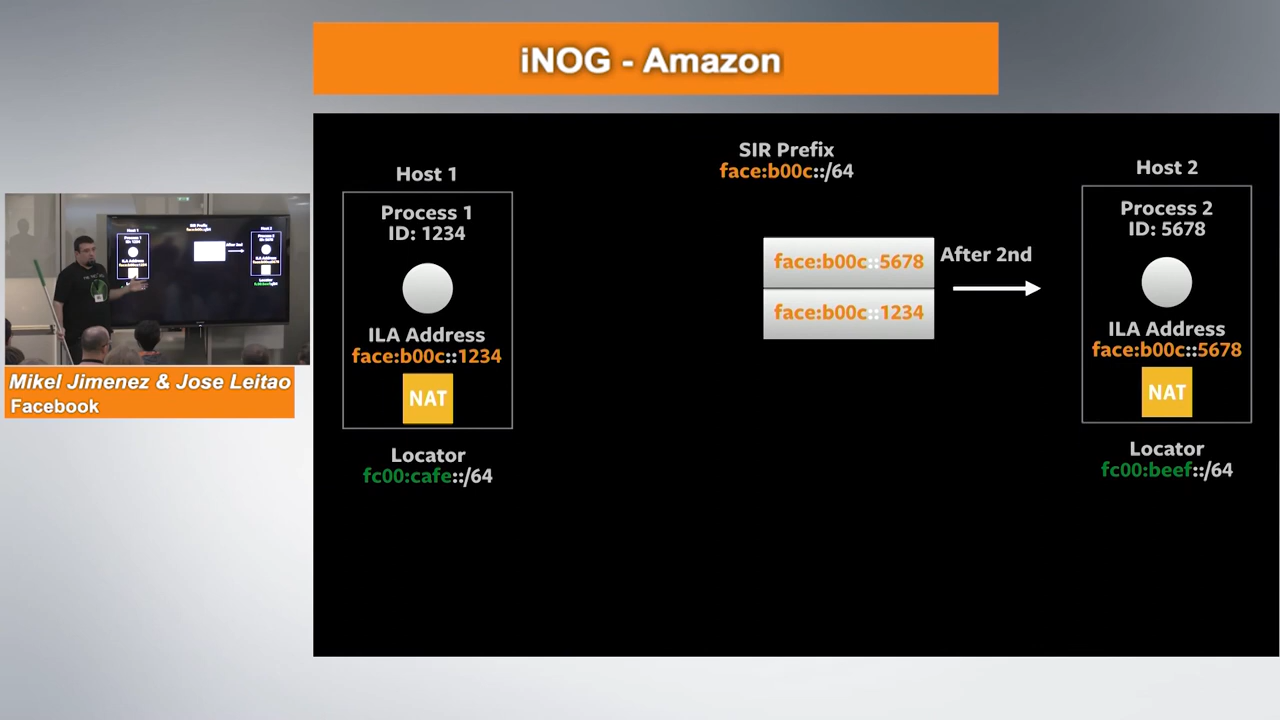 iNOG - Amazon
SIR Prefix
face:b00c::/64
Host 1
Process 1
ID: 1234
ILA Address
face:b00c::1234
NAT
Locator
fc00:cafe::/64
face:b00c::5678
face:b00c::1234
After 2nd
Host 2
Process 2
ID: 5678
ILA Address
face:b00c::5678
NAT
Locator
fc00:beef::/64
Mikel Jimenez & Jose Leitao
Facebook